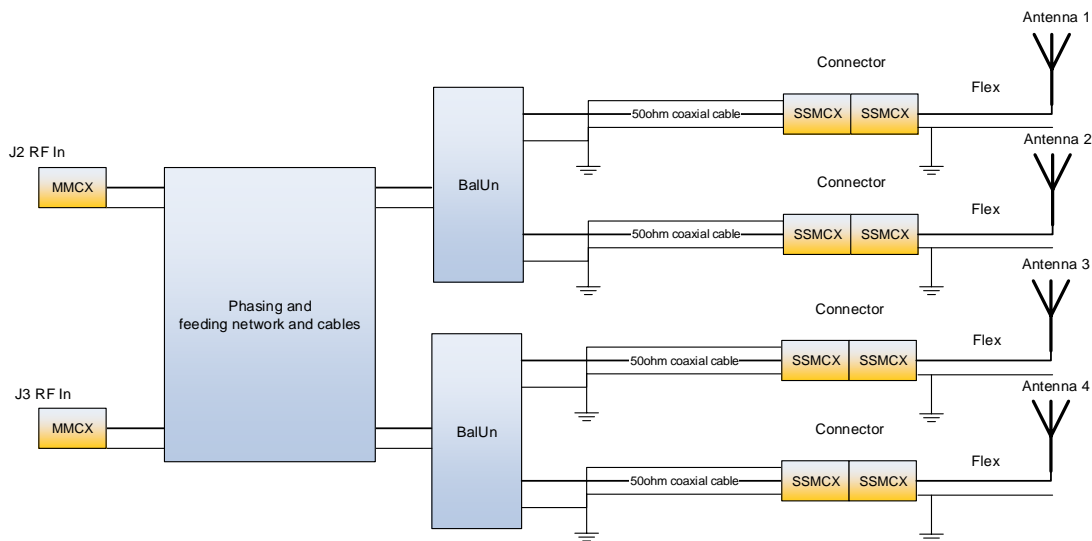 Antenna 1
Connector
Flex
SSMCX SSMCX
50ohm coaxial cable
J2 RF In
MMCX
BalUn
Antenna 2
Connector
Flex
SSMCX SSMCX
50ohm coaxial cable
Phasing and
feeding network and cables
Antenna 3
Connector
Flex
SSMCX SSMCX
50ohm coaxial cable
J3 RF In
MMCX
BalUn
Antenna 4
Connector
Flex
SSMCX SSMCX
50ohm coaxial cable